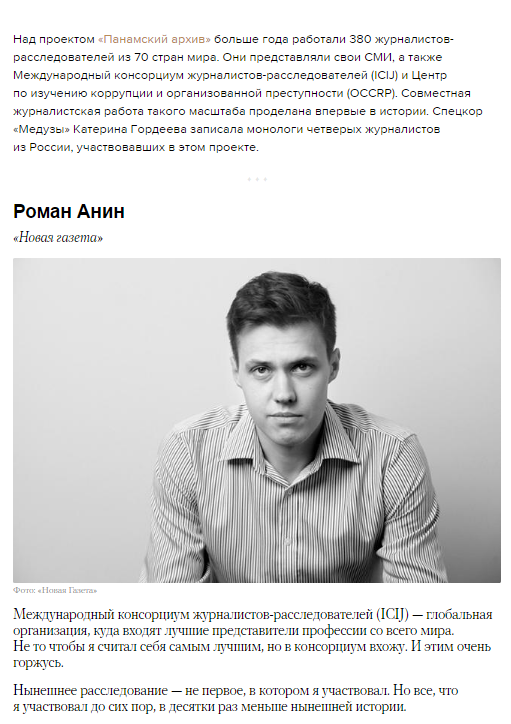 Над проектом «Панамский архив» больше года работали 380 журналистов-
расследователей из 70 стран мира. Они представляли свои СМИ, а также
Международный консорциум журналистов-расследователей (ICIJ) и Центр
по изучению коррупции и организованной преступности (OCCRP). Совместная
журналистская работа такого масштаба проделана впервые в истории. Спецкор
«Медузы» Катерина Гордеева записала монологи четверых журналистов
из России, участвовавших в этом проекте.
Роман Анин
«Новая газета»
Фото: «Новая Газета»
Международный консорциум журналистов-расследователей (ICIJ) — глобальная
организация, куда входят лучшие представители профессии со всего мира.
Не то чтобы я считал себя самым лучшим, но в консорциум вхожу. И этим очень
горжусь.
Нынешнее расследование — не первое, в котором я участвовал. Но все, что
я участвовал до сих пор, в десятки раз меньше нынешней истории.